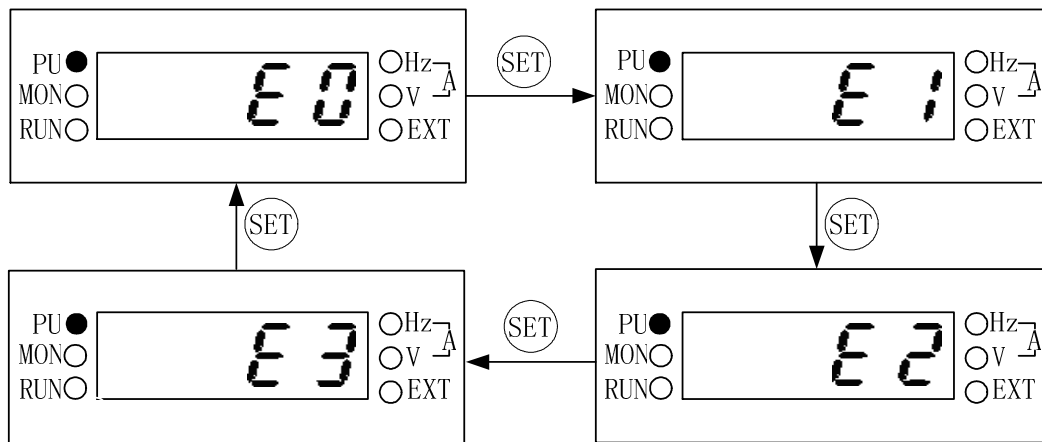 PU Hz A
MON E0 V
RUN EXT
SET
PU Hz A
MON E1 V
RUN EXT
SET
SET
PU Hz A
MON E3 V
RUN EXT
SET
PU Hz A
MON E2 V
RUN EXT